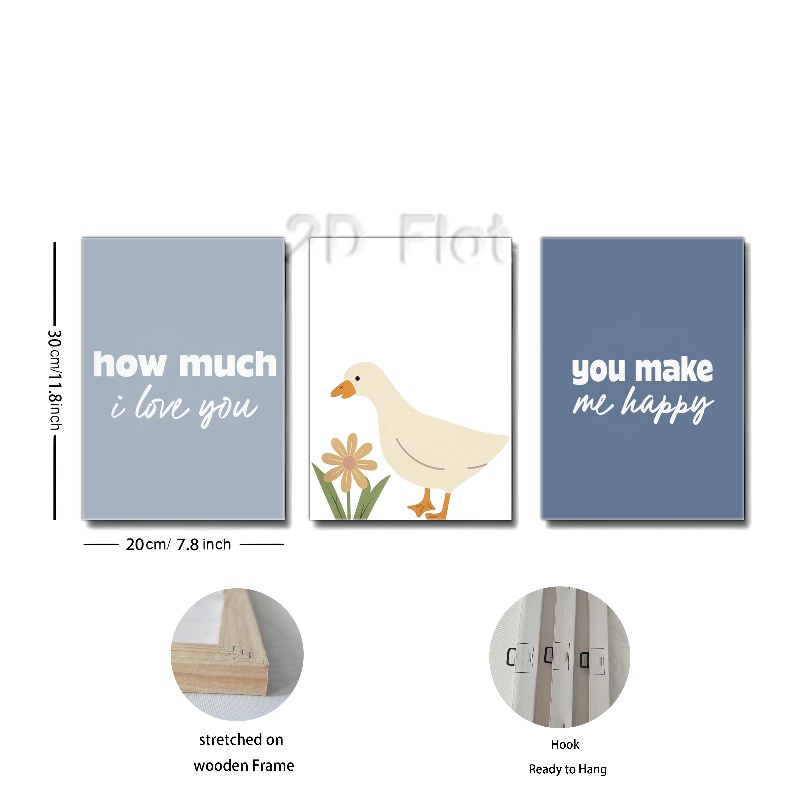 2D Flat
how much
i love you
you make
me happy
30cm/11.8inch
20cm/ 7.8 inch
stretched on
wooden Frame
Hook
Ready to Hang